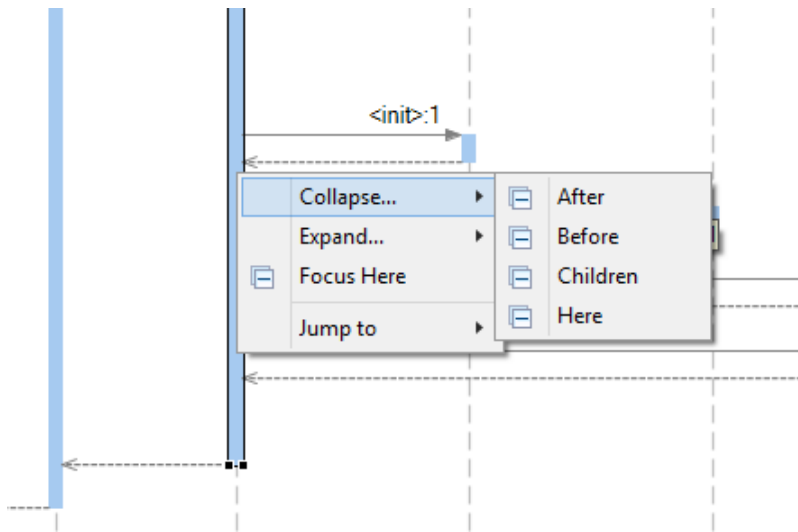 <init>:1
Collapse...
Expand...
Focus Here
Jump to
After
Before
Children
Here